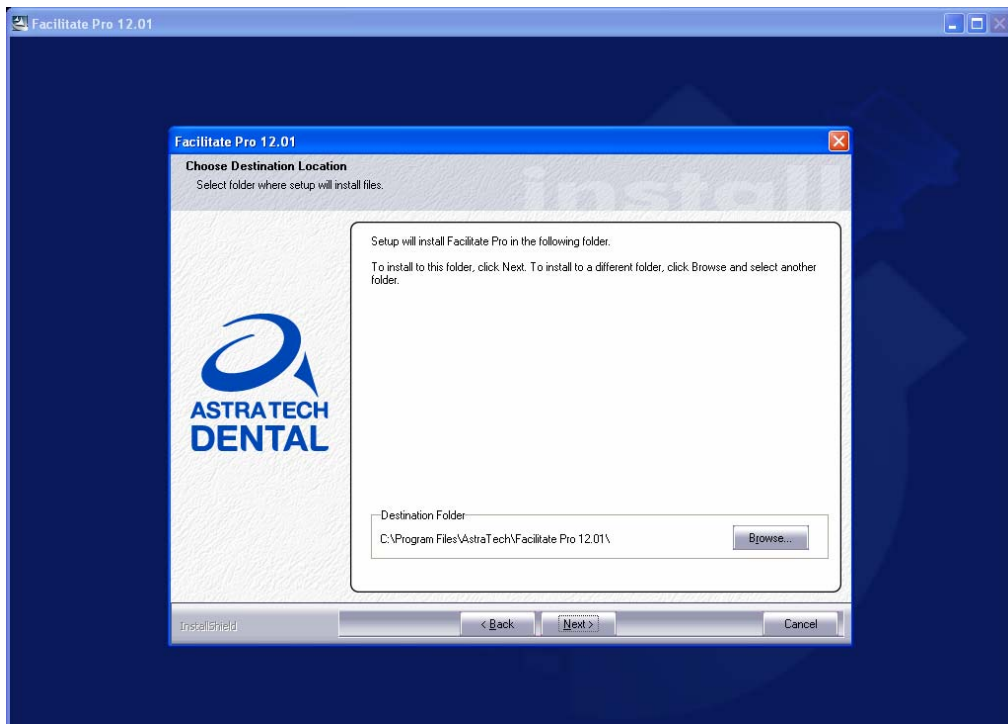 Facilitate Pro 12.01
Facilitate Pro 12.01
Choose Destination Location
Select folder where setup will install files.
install
Setup will install Facilitate Pro in the following folder.
To install to this folder, click Next. To install to a different folder, click Browse and select another
folder.
ASTRA TECH
DENTAL
Destination Folder
C:\Program Files\AstraTech\Facilitate Pro 12.01\
Browse...
InstallShield
< Back
Next >
Cancel